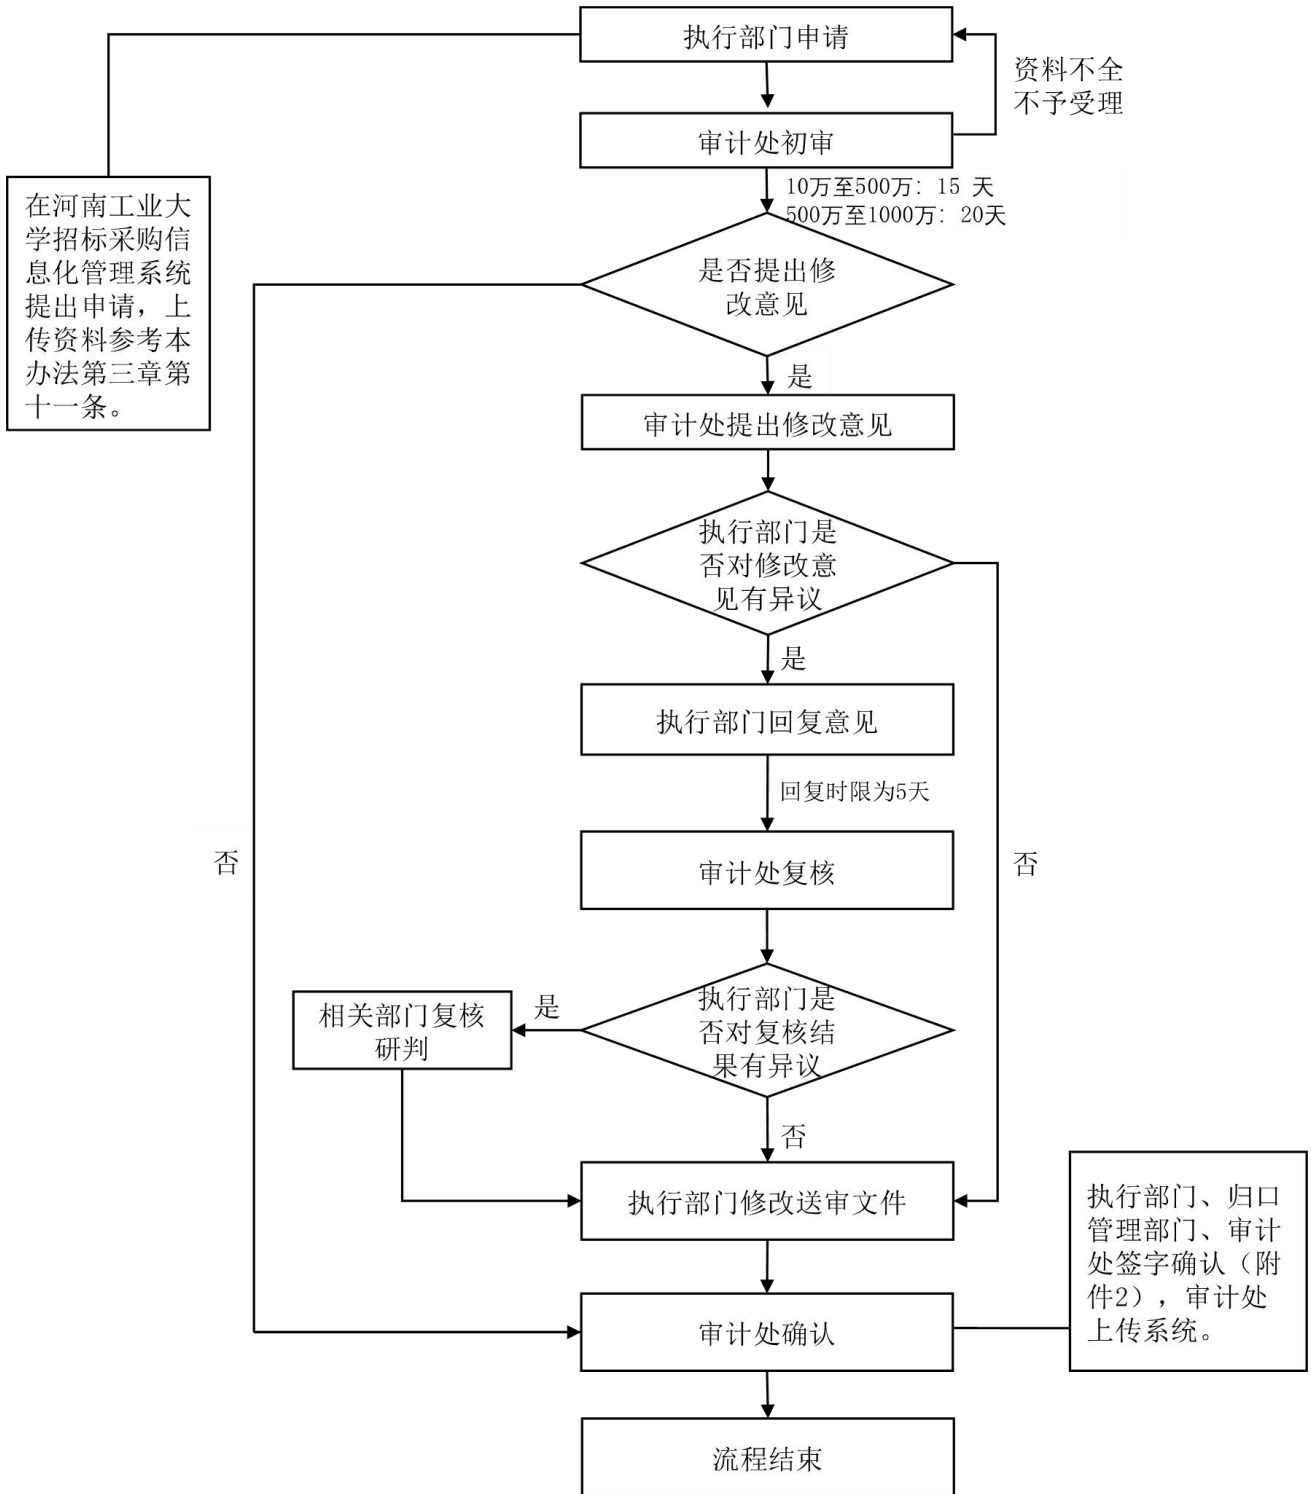 执行部门申请
资料不全
不予受理
审计处初审
10万至500万：15 天
500万至1000万：20天
在河南工业大
学招标采购信
息化管理系统
提出申请，上
传资料参考本
办法第三章第
十一条。
是否提出修
改意见
是
审计处提出修改意见
执行部门是
否对修改意
见有异议
是
执行部门回复意见
回复时限为5天
否
审计处复核
否
执行部门是
否对复核结
果有异议
是
相关部门复核
研判
否
执行部门修改送审文件
执行部门、归口
管理部门、审计
处签字确认（附
件2），审计处
上传系统。
审计处确认
流程结束